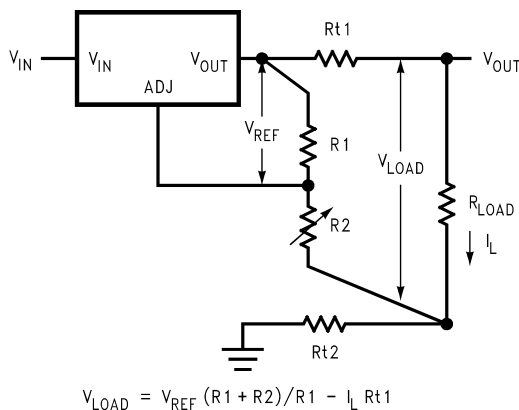 Rt1
V_IN
V_IN
V_OUT
V_OUT
ADJ
V_REF
R1
V_LOAD
R2
R_LOAD
I_L
Rt2
V_LOAD = V_REF (R1 + R2)/R1 - I_L Rt1